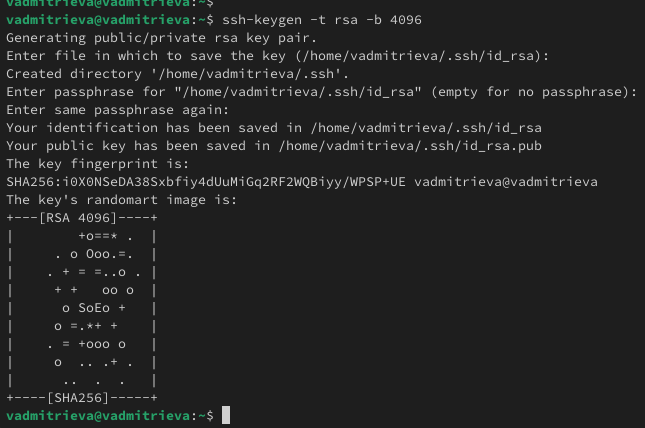 vadmitrieva@vadmitrieva:~$
vadmitrieva@vadmitrieva:~$ ssh-keygen -t rsa -b 4096
Generating public/private rsa key pair.
Enter file in which to save the key (/home/vadmitrieva/.ssh/id_rsa):
Created directory '/home/vadmitrieva/.ssh'.
Enter passphrase for "/home/vadmitrieva/.ssh/id_rsa" (empty for no passphrase):
Enter same passphrase again:
Your identification has been saved in /home/vadmitrieva/.ssh/id_rsa
Your public key has been saved in /home/vadmitrieva/.ssh/id_rsa.pub
The key fingerprint is:
SHA256:i0X0NSeDA38Sxbfiy4dUuMiGq2RF2WQBiyy/WPSP+UE vadmitrieva@vadmitrieva
The key's randomart image is:
+---[RSA 4096]----+
|        +o==* .  |
|     . o Ooo.=.  |
|    . + = =..o . |
|     + +   oo o  |
|      o SoEo +   |
|     o =.*+ +    |
|    . = +ooo o   |
|     o  .. .+ .  |
|      ..  .  .   |
+----[SHA256]-----+
vadmitrieva@vadmitrieva:~$